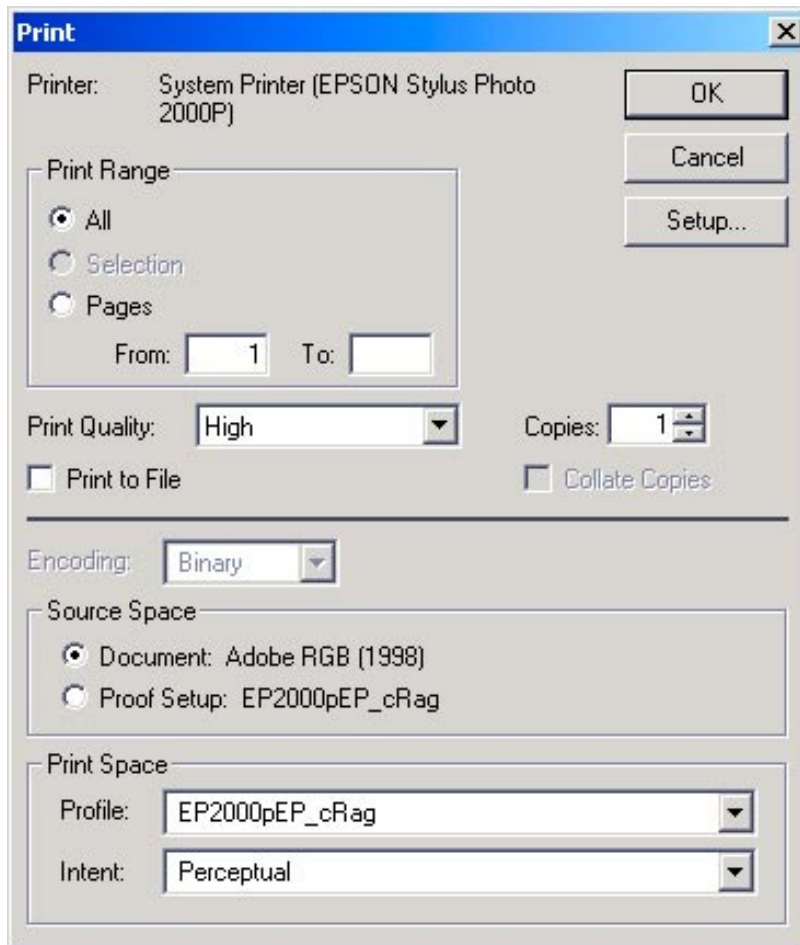 Print
Printer: System Printer (EPSON Stylus Photo
2000P)
OK
Cancel
Setup...
Print Range
All
Selection
Pages
From: 1 To:
Print Quality: High Copies: 1
Print to File Collate Copies
Encoding: Binary
Source Space
Document: Adobe RGB (1998)
Proof Setup: EP2000pEP_cRag
Print Space
Profile: EP2000pEP_cRag
Intent: Perceptual